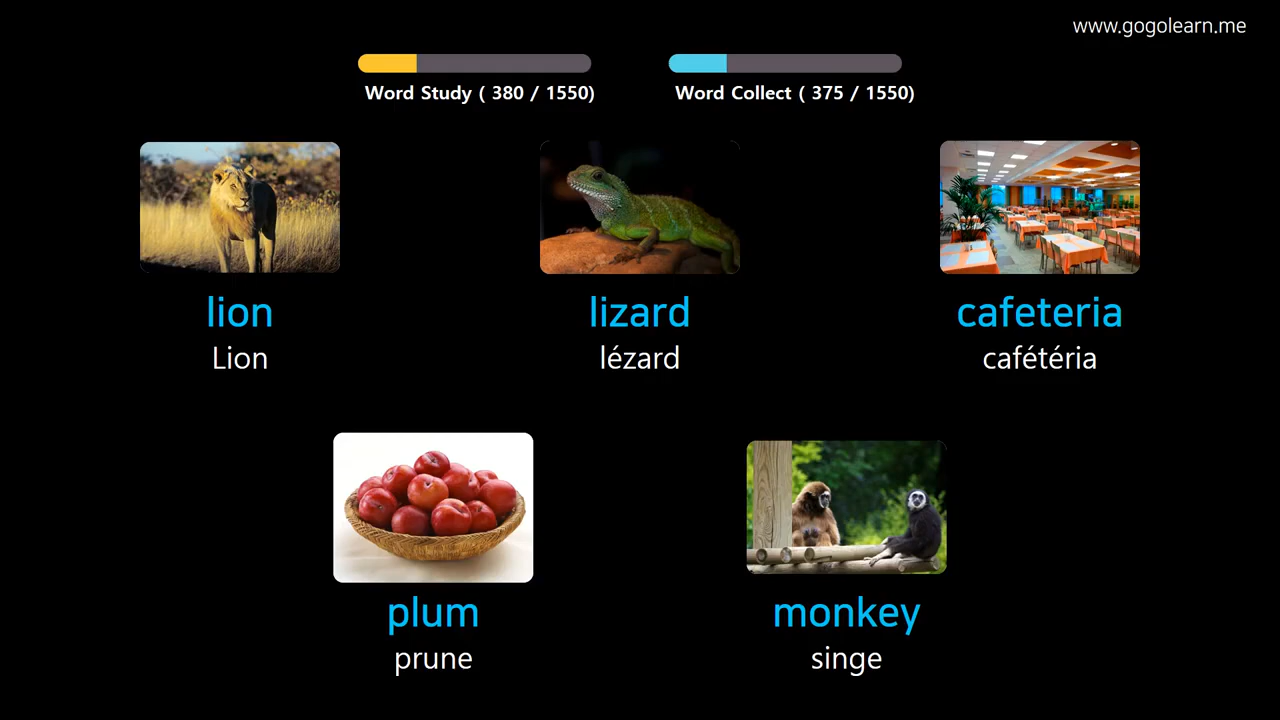 www.gogolearn.me
Word Study ( 380 / 1550)
Word Collect ( 375 / 1550)
lion
Lion
lizard
lézard
cafeteria
cafétéria
plum
prune
monkey
singe